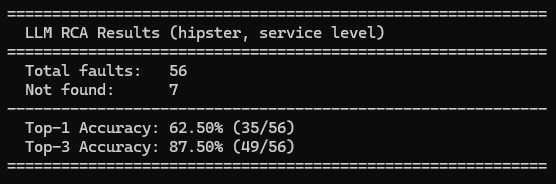 ============================================================
LLM RCA Results (hipster, service level)
============================================================
Total faults: 56
Not found: 7
------------------------------------------------------------
Top-1 Accuracy: 62.50% (35/56)
Top-3 Accuracy: 87.50% (49/56)
============================================================